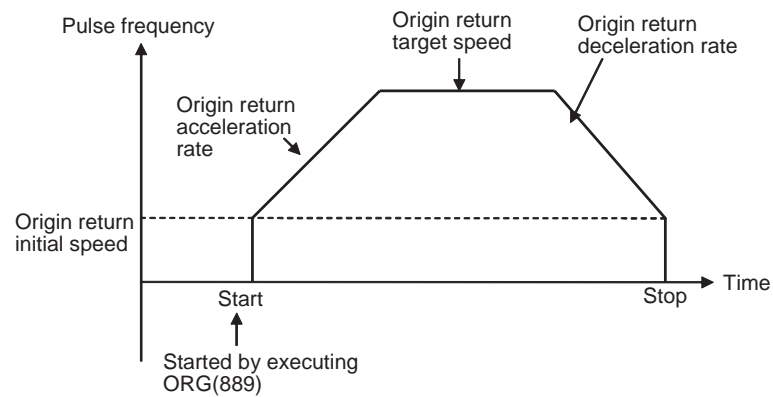 Pulse frequency
Origin return
target speed
Origin return
deceleration rate
Origin return
acceleration
rate
Origin return
initial speed
Time
Start
Stop
Started by executing
ORG(889)